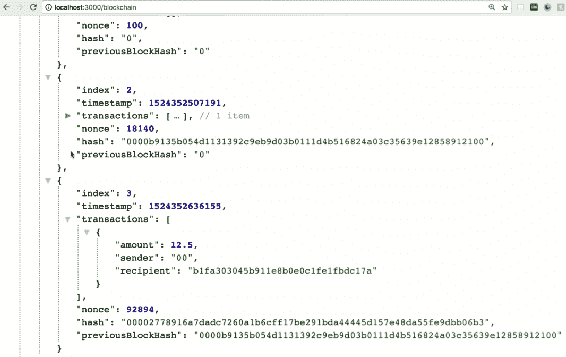 localhost:3000/blockchain
"nonce": 100,
"hash": "0",
"previousBlockHash": "0"
},
{
"index": 2,
"timestamp": 1524352507191,
"transactions": [ … ], // 1 item
"nonce": 18140,
"hash": "0000b9135b054d1131392c9eb9d03b0111d4b516824a03c35639e12858912100",
"previousBlockHash": "0"
},
{
"index": 3,
"timestamp": 1524352636155,
"transactions": [
{
"amount": 12.5,
"sender": "00",
"recipient": "b1fa303045b911e8b0e0c1fe1fbdc17a"
}
],
"nonce": 92894,
"hash": "00002778916a7dadc7260a1b6cff17be291bda44445d157e48da55fe9dbb06b3",
"previousBlockHash": "0000b9135b054d1131392c9eb9d03b0111d4b516824a03c35639e12858912100"
}